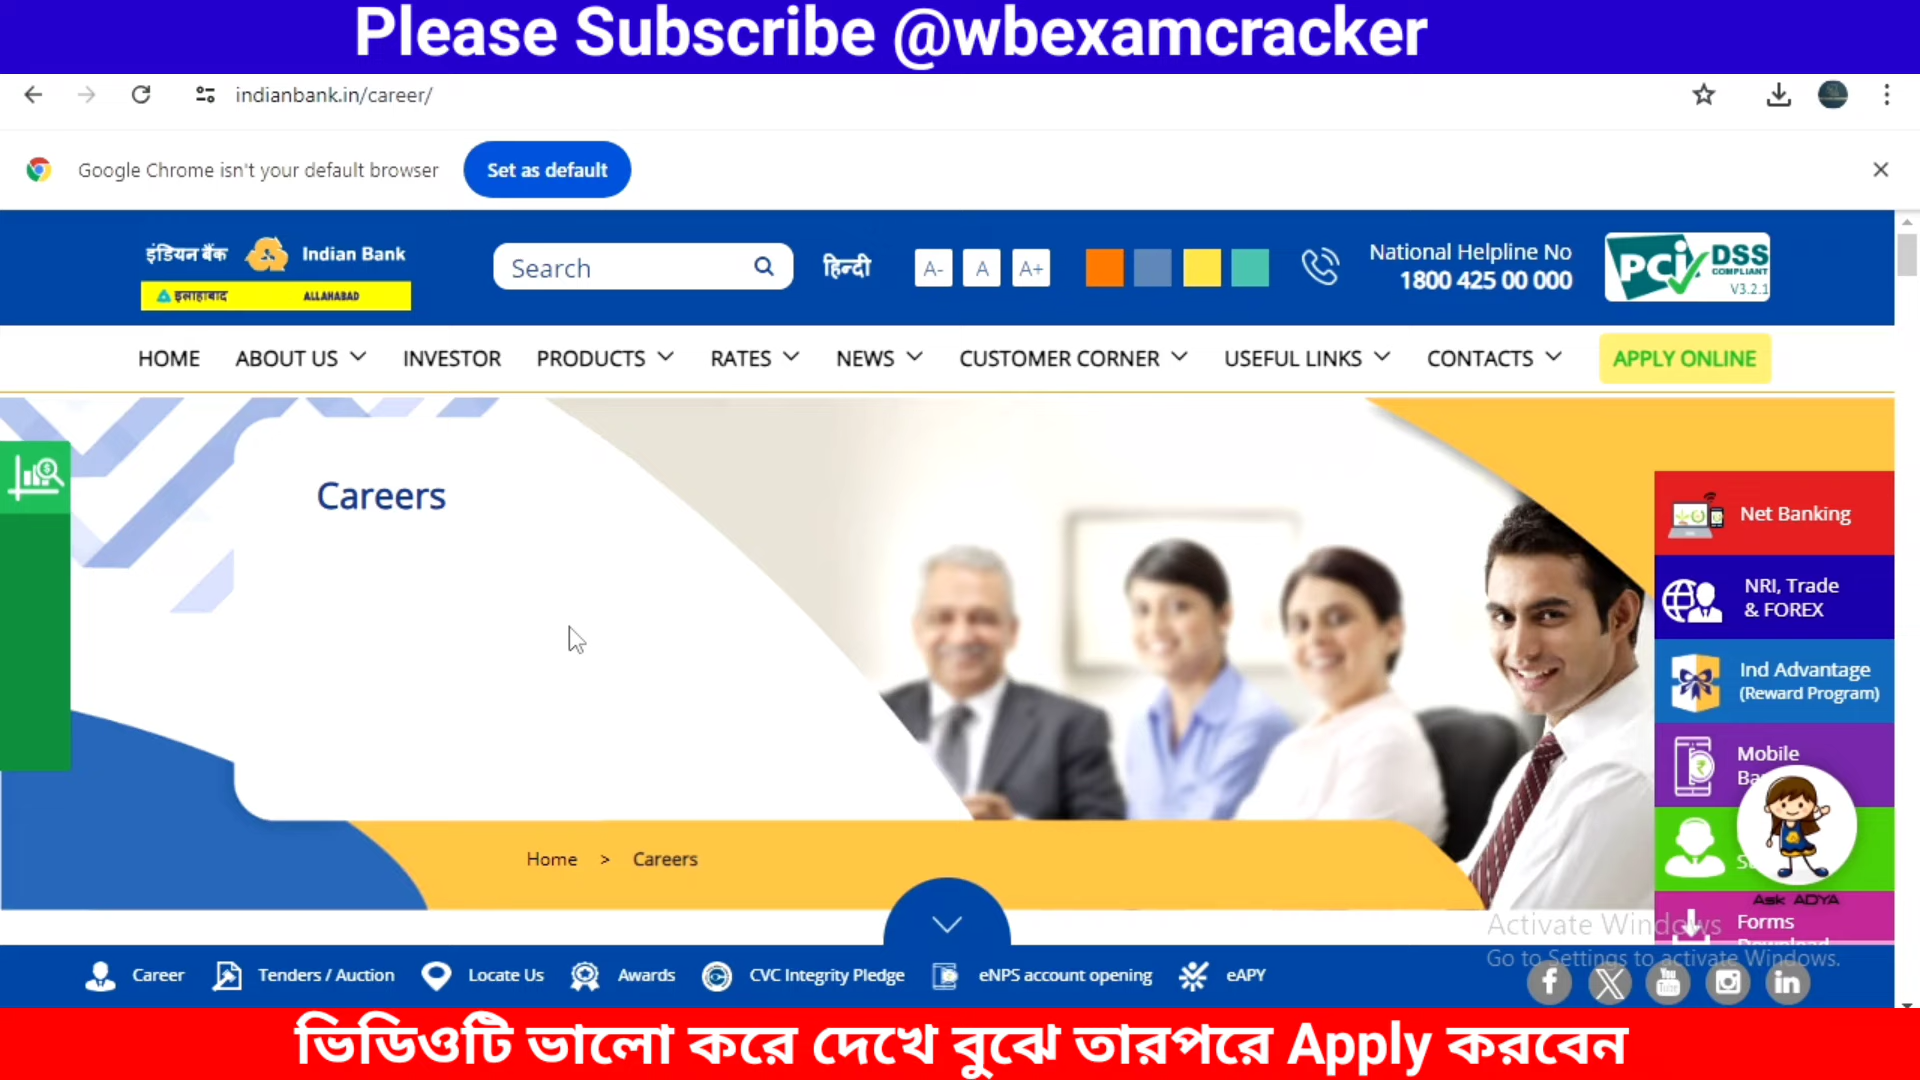 Please Subscribe @wbexamcracker
indianbank.in/career/
Google Chrome isn't your default browser
Set as default
इंडियन बैंक Indian Bank
इलाहाबाद ALLAHABAD
Search
हिन्दी
A- A A+
National Helpline No
1800 425 00 000
PCI DSS
COMPLIANT
V3.2.1
HOME ABOUT US INVESTOR PRODUCTS RATES NEWS CUSTOMER CORNER USEFUL LINKS CONTACTS APPLY ONLINE
Careers
Net Banking
NRI, Trade
& FOREX
Ind Advantage
(Reward Program)
Mobile
Ask ADYA
Forms
Download
Home > Careers
Activate Windows
Go to Settings to activate Windows.
Career Tenders / Auction Locate Us Awards CVC Integrity Pledge eNPS account opening eAPY
ভিডিওটি ভালো করে দেখে বুঝে তারপরে Apply করবেন